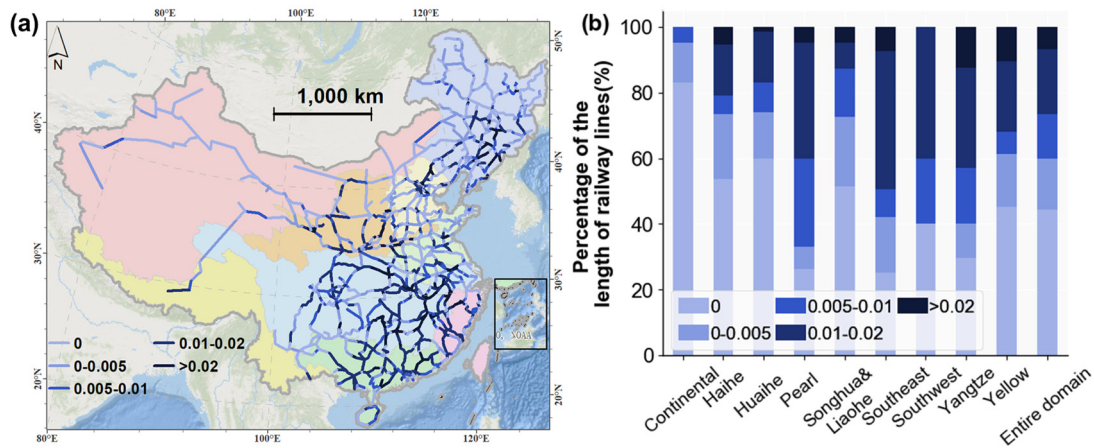 (a)
80°E 100°E 120°E
50°N
N
1,000 km
40°N
40°N
30°N
30°N
O, NOAA
0
0-0.005
0.005-0.01
0.01-0.02
>0.02
20°N
20°N
80°E 100°E 120°E
(b)
Percentage of the
length of railway lines(%)
100
80
60
40
20
0
0
0-0.005
0.005-0.01
0.01-0.02
>0.02
Continental
Haihe
Huaihe
Pearl
Songhua&
Liaohe
Southeast
Southwest
Yangtze
Yellow
Entire domain